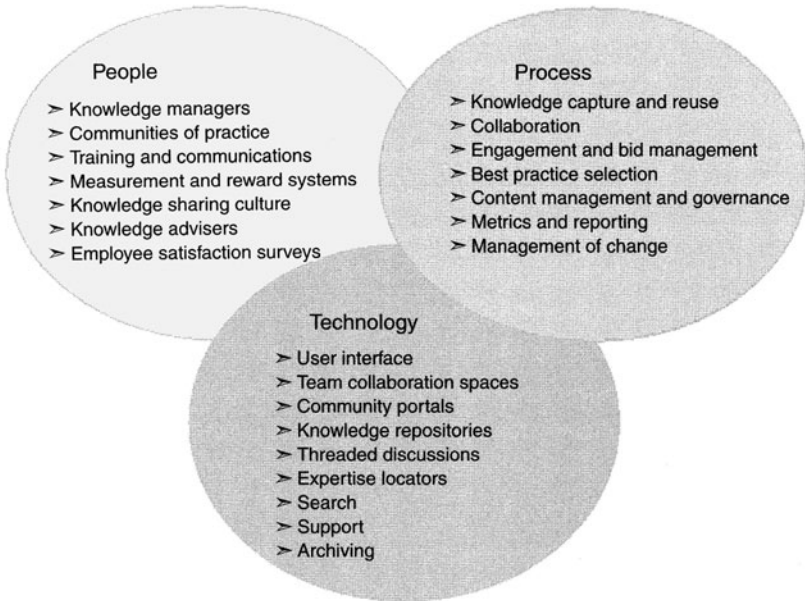 People
➣ Knowledge managers
➣ Communities of practice
➣ Training and communications
➣ Measurement and reward systems
➣ Knowledge sharing culture
➣ Knowledge advisers
➣ Employee satisfaction surveys
Process
➣ Knowledge capture and reuse
➣ Collaboration
➣ Engagement and bid management
➣ Best practice selection
➣ Content management and governance
➣ Metrics and reporting
➣ Management of change
Technology
➣ User interface
➣ Team collaboration spaces
➣ Community portals
➣ Knowledge repositories
➣ Threaded discussions
➣ Expertise locators
➣ Search
➣ Support
➣ Archiving